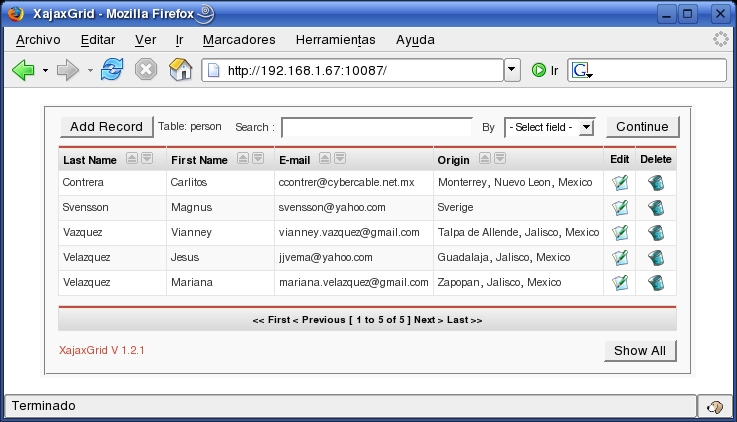 XajaxGrid - Mozilla Firefox
Archivo Editar Ver Ir Marcadores Herramientas Ayuda
http://192.168.1.67:10087/ Ir G
Add Record Table: person Search : By - Select field - Continue
Last Name First Name E-mail Origin Edit Delete
Contrera Carlitos ccontrer@cybercable.net.mx Monterrey, Nuevo Leon, Mexico
Svensson Magnus svensson@yahoo.com Sverige
Vazquez Vianney vianney.vazquez@gmail.com Talpa de Allende, Jalisco, Mexico
Velazquez Jesus jjvema@yahoo.com Guadalaja, Jalisco, Mexico
Velazquez Mariana mariana.velazquez@gmail.com Zapopan, Jalisco, Mexico
<< First < Previous [ 1 to 5 of 5 ] Next > Last >>
XajaxGrid V 1.2.1 Show All
Terminado